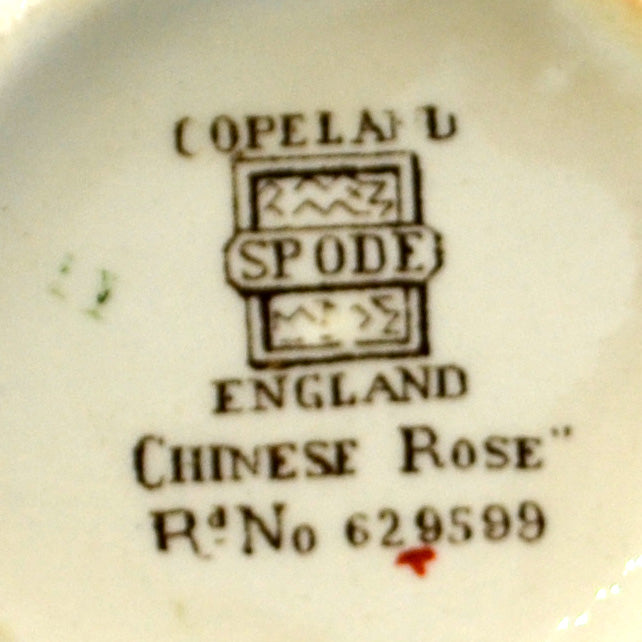 COPELAND
SPODE
ENGLAND
CHINESE ROSE"
Rd No 629599